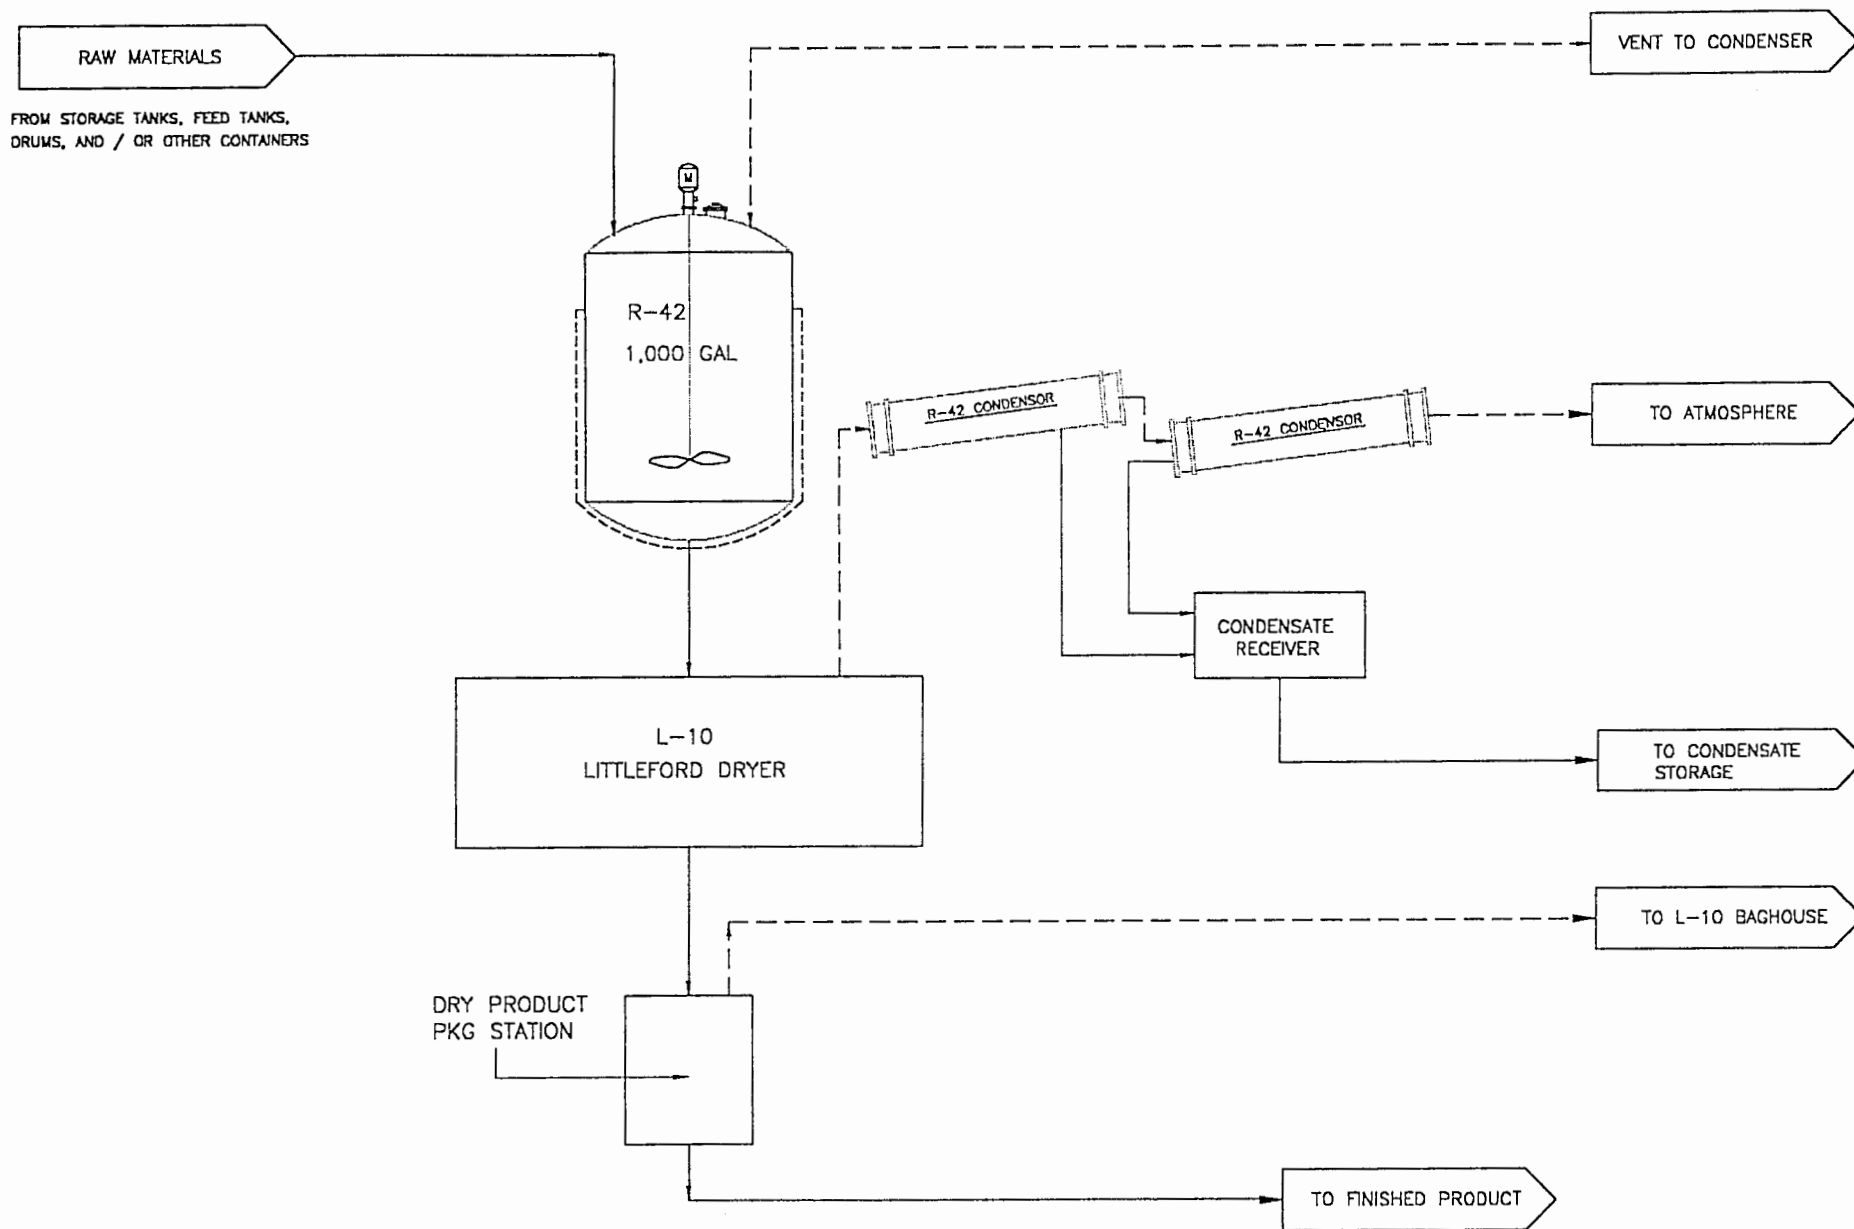 RAW MATERIALS
VENT TO CONDENSER
FROM STORAGE TANKS, FEED TANKS,
DRUMS, AND / OR OTHER CONTAINERS
M
R-42
1,000 GAL
R-42 CONDENSOR
R-42 CONDENSOR
TO ATMOSPHERE
CONDENSATE
RECEIVER
L-10
LITTLEFORD DRYER
TO CONDENSATE
STORAGE
TO L-10 BAGHOUSE
DRY PRODUCT
PKG STATION
TO FINISHED PRODUCT